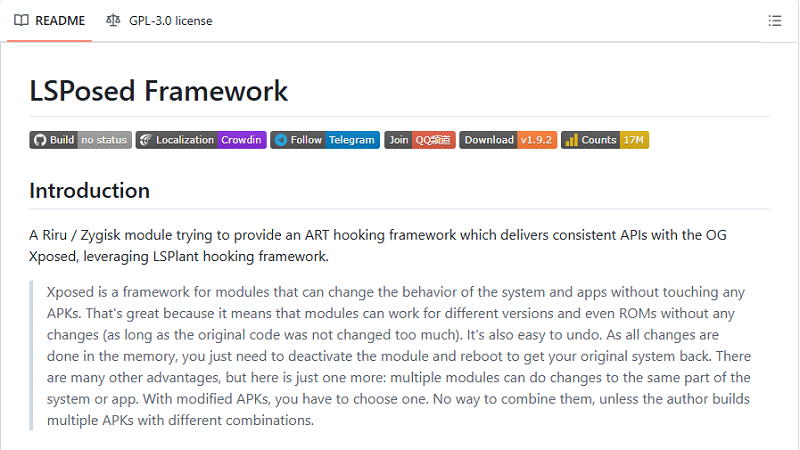 README GPL-3.0 license
LSPosed Framework
Build no status Localization Crowdin Follow Telegram Join QQ频道 Download v1.9.2 Counts 17M
Introduction
A Riru / Zygisk module trying to provide an ART hooking framework which delivers consistent APIs with the OG
Xposed, leveraging LSPlant hooking framework.
Xposed is a framework for modules that can change the behavior of the system and apps without touching any
APKs. That's great because it means that modules can work for different versions and even ROMs without any
changes (as long as the original code was not changed too much). It's also easy to undo. As all changes are
done in the memory, you just need to deactivate the module and reboot to get your original system back. There
are many other advantages, but here is just one more: multiple modules can do changes to the same part of the
system or app. With modified APKs, you have to choose one. No way to combine them, unless the author builds
multiple APKs with different combinations.